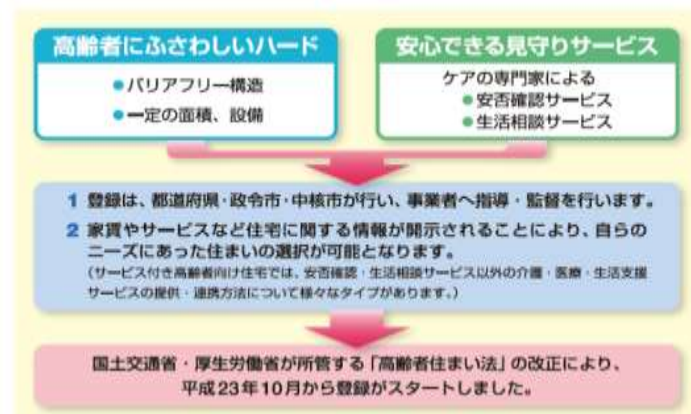 高齢者にふさわしいハード
●バリアフリー構造
●一定の面積、設備
安心できる見守りサービス
ケアの専門家による
●安否確認サービス
●生活相談サービス
1 登録は、都道府県・政令市・中核市が行い、事業者へ指導・監督を行います。
2 家賃やサービスなど住宅に関する情報が開示されることにより、自らの
ニーズにあった住まいの選択が可能となります。
(サービス付き高齢者向け住宅では、安否確認・生活相談サービス以外の介護・医療・生活支援
サービスの提供・連携方法について様々なタイプがあります。)
国土交通省・厚生労働省が所管する「高齢者住まい法」の改正により、
平成23年10月から登録がスタートしました。